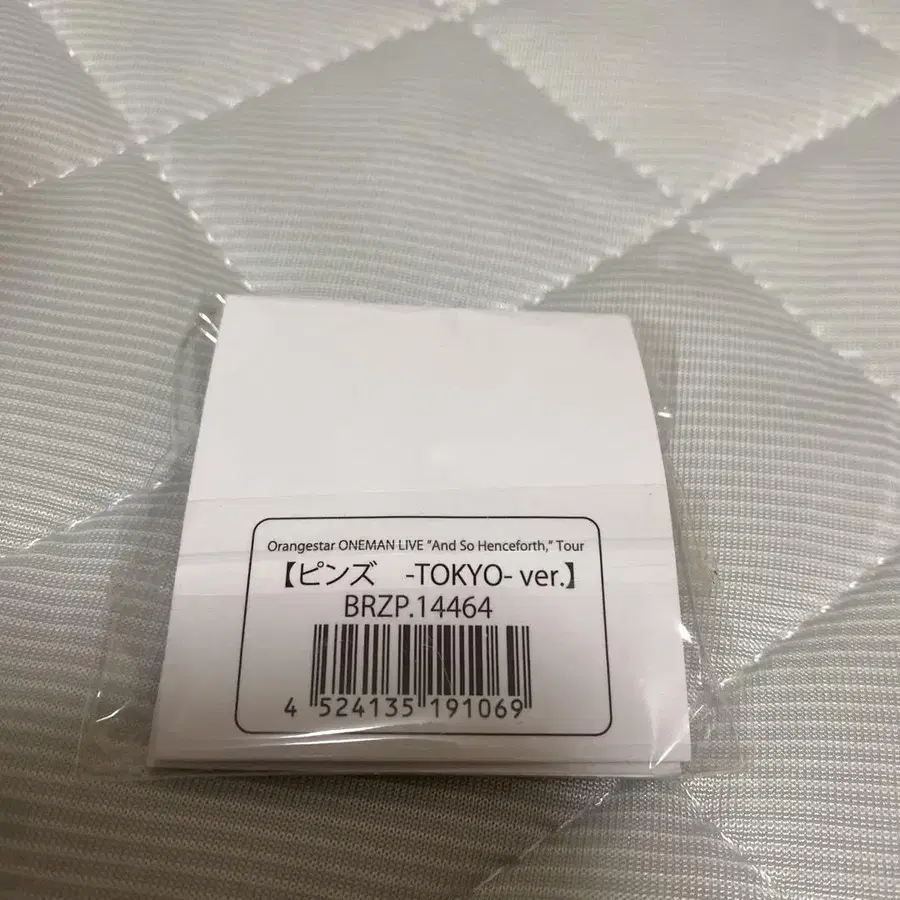 Orangestar ONEMAN LIVE "And So Henceforth," Tour
【ピンズ　-TOKYO- ver.】
BRZP.14464
4 524135 191069